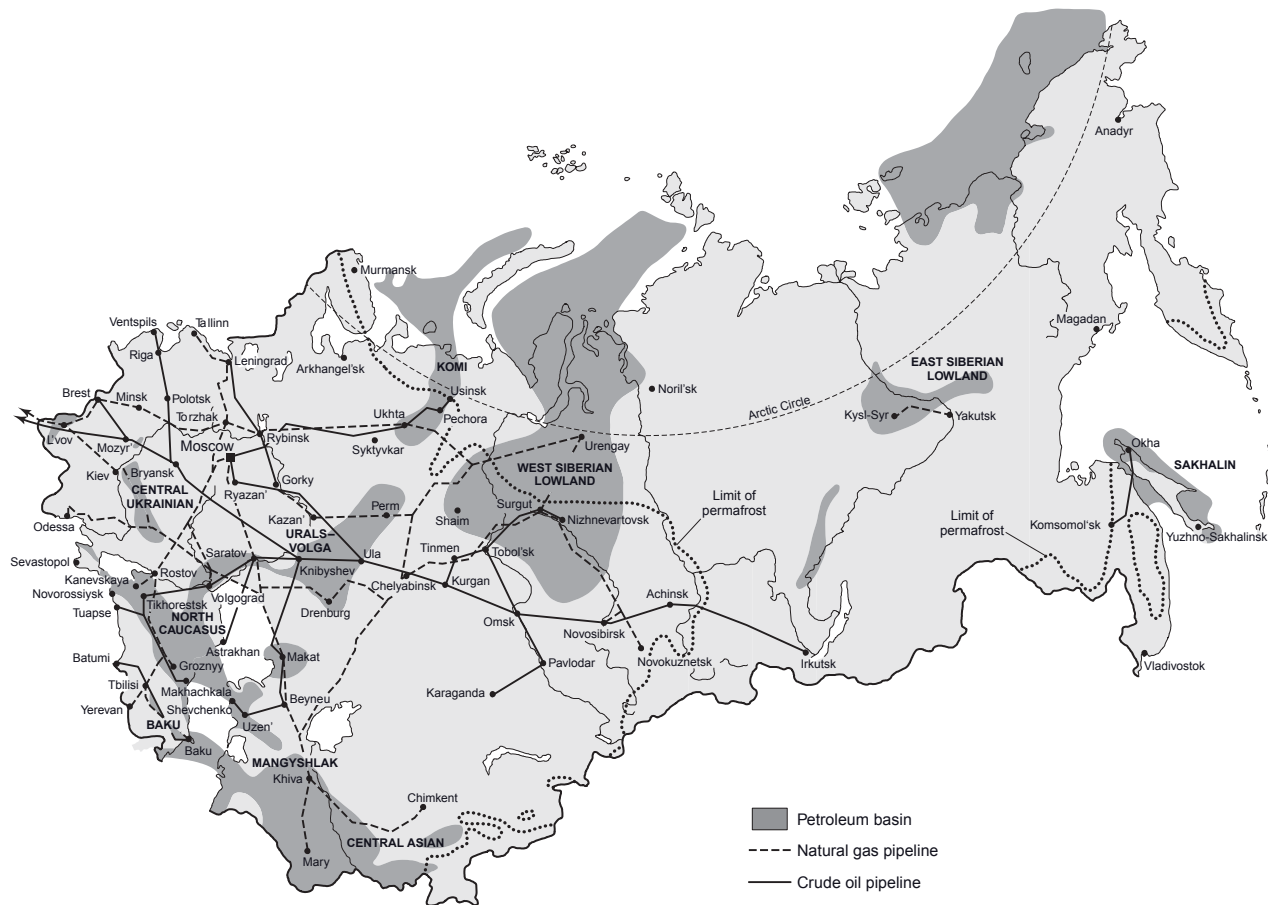 Anadyr
Murmansk
Magadan
Ventspils
Tallinn
Riga
Leningrad
Arkhangel'sk
KOMI
EAST SIBERIAN
LOWLAND
Noril'sk
Usinsk
Brest
Minsk
Polotsk
Torzhak
Ukhta
Pechora
Arctic Circle
Kysl-Syr
Yakutsk
L'vov
Mozyr'
Moscow
Rybinsk
Syktyvkar
Urengay
Okha
SAKHALIN
Kiev
Bryansk
Ryazan'
Gorky
WEST SIBERIAN
LOWLAND
CENTRAL
UKRAINIAN
Perm
Surgut
Limit of
permafrost
Limit of
permafrost
Odessa
Kazan'
Shaim
Nizhnevartovsk
Komsomol'sk
URALS–
VOLGA
Yuzhno-Sakhalinsk
Saratov
Ula
Tinmen
Tobol'sk
Sevastopol
Knibyshev
Kanevskaya
Rostov
Chelyabinsk
Kurgan
Novorossiysk
Volgograd
Drenburg
Achinsk
Tikhorestsk
Tuapse
NORTH
CAUCASUS
Omsk
Novosibirsk
Astrakhan
Batumi
Makat
Pavlodar
Novokuznetsk
Irkutsk
Vladivostok
Groznyy
Tbilisi
Makhachkala
Karaganda
Shevchenko
Beyneu
Yerevan
BAKU
Uzen'
Baku
MANGYSHLAK
Khiva
Chimkent
CENTRAL ASIAN
Mary
Petroleum basin
Natural gas pipeline
Crude oil pipeline